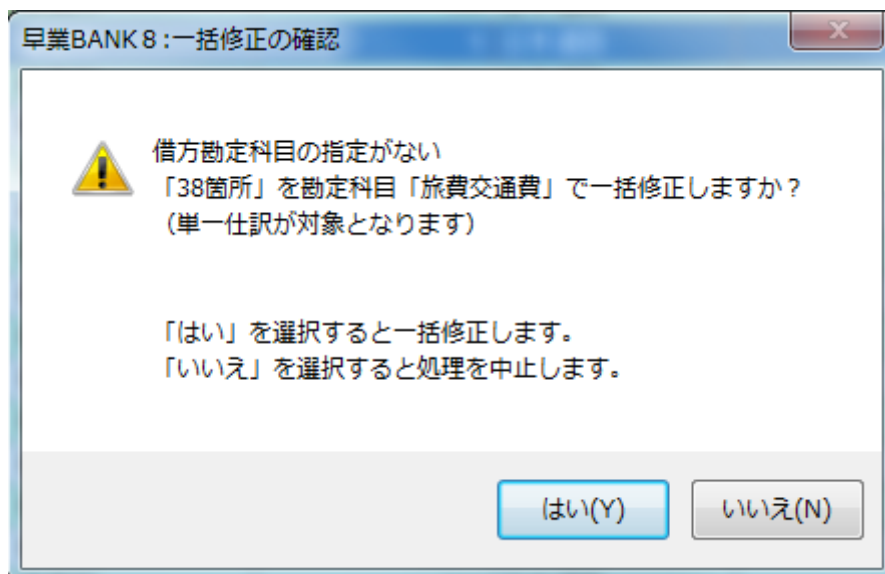 早業BANK8:一括修正の確認
借方勘定科目の指定がない
「38箇所」を勘定科目「旅費交通費」で一括修正しますか？
（単一仕訳が対象となります）
「はい」を選択すると一括修正します。
「いいえ」を選択すると処理を中止します。
はい(Y)
いいえ(N)